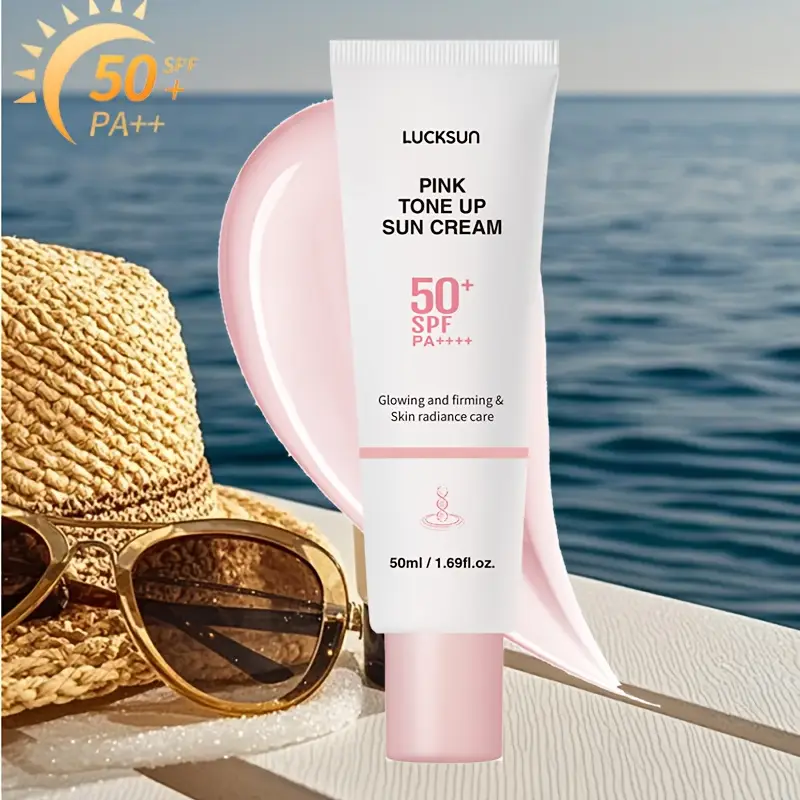 50 SPF
+
PA++
LUCKSUN
PINK
TONE UP
SUN CREAM
50+
SPF
PA++++
Glowing and firming &
Skin radiance care
50ml / 1.69fl.oz.